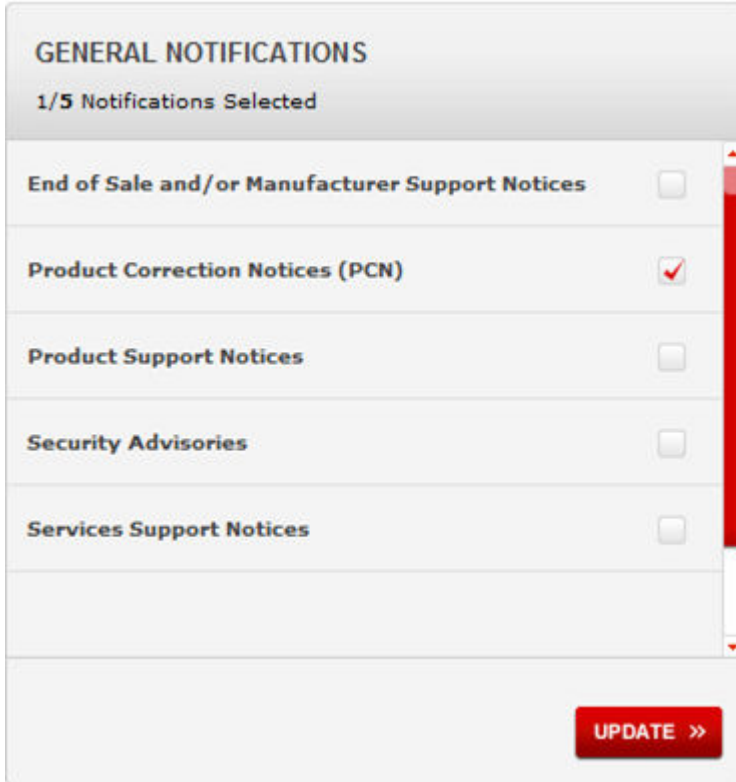 GENERAL NOTIFICATIONS
1/5 Notifications Selected
End of Sale and/or Manufacturer Support Notices
Product Correction Notices (PCN)
Product Support Notices
Security Advisories
Services Support Notices
UPDATE »